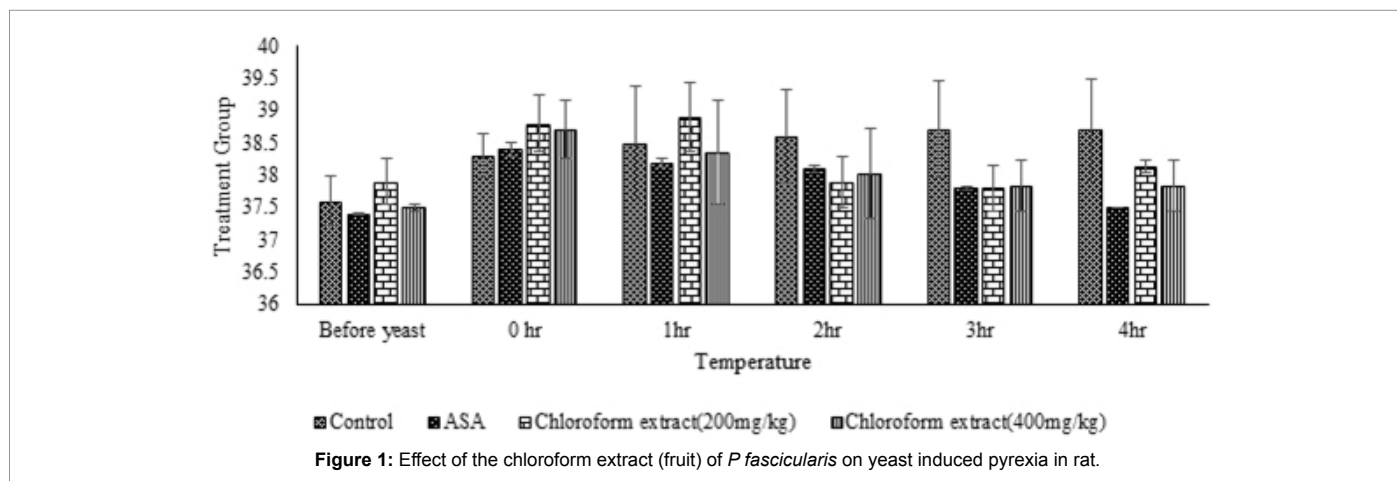 40
39.5
39
38.5
38
37.5
37
36.5
36
Treatment Group
Before yeast 0 hr 1hr 2hr 3hr 4hr
Temperature
Control ASA Chloroform extract(200mg/kg) Chloroform extract(400mg/kg)
Figure 1: Effect of the chloroform extract (fruit) of P fascicularis on yeast induced pyrexia in rat.